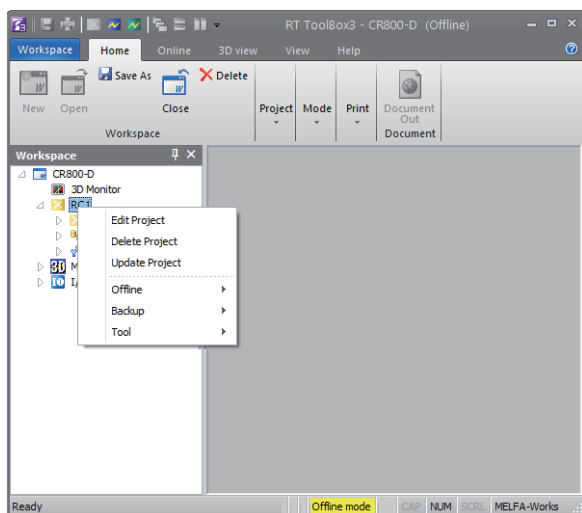 RT ToolBox3 - CR800-D (Offline)
Workspace Home Online 3D view View Help
Save As Delete
New Open Close Project Mode Print Document Out
Workspace Document
Workspace
CR800-D
3D Monitor
RC1
Edit Project
Delete Project
Update Project
Offline
Backup
Tool
3D M
IO I/
Ready Offline mode CAP NUM SCRL MELFA-Works